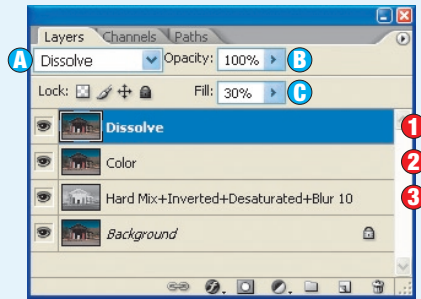 Layers Channels Paths
A Dissolve Opacity: 100% B
Lock: Fill: 30% C
Dissolve 1
Color 2
Hard Mix+Inverted+Desaturated+Blur 10 3
Background